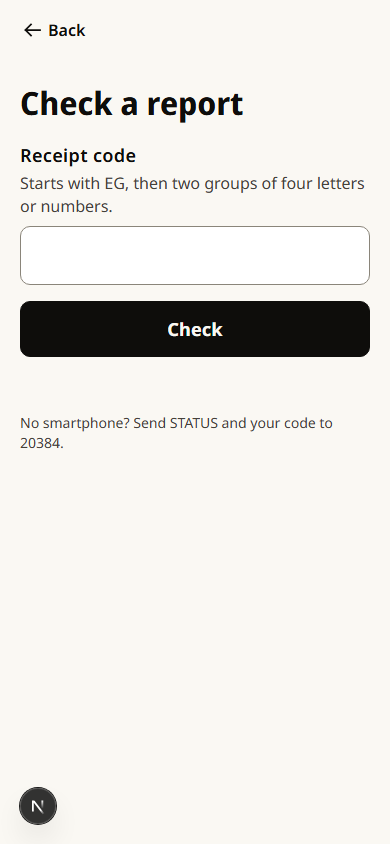 Back
Check a report
Receipt code
Starts with EG, then two groups of four letters
or numbers.
Check
No smartphone? Send STATUS and your code to
20384.
N